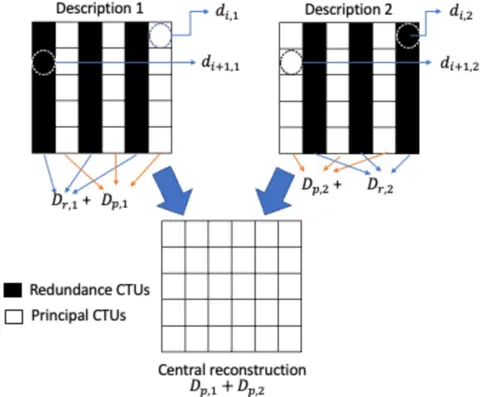 Description 1
d_{i,1}
Description 2
d_{i,2}
d_{i+1,1}
d_{i+1,2}
D_{r,1} + D_{p,1}
D_{p,2} + D_{r,2}
Redundance CTUs
Principal CTUs
Central reconstruction
D_{p,1} + D_{p,2}